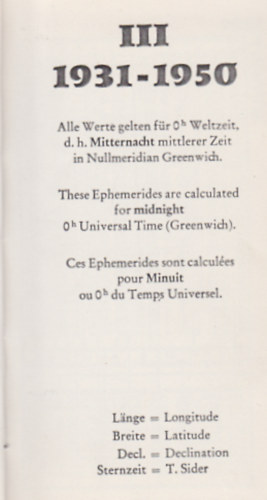 III
1931-1950
Alle Werte gelten für 0ʰ Weltzeit,
d. h. Mitternacht mittlerer Zeit
in Nullmeridian Greenwich.
These Ephemerides are calculated
for midnight
0ʰ Universal Time (Greenwich).
Ces Ephemerides sont calculées
pour Minuit
ou 0ʰ du Temps Universel.
Länge = Longitude
Breite = Latitude
Decl. = Declination
Sternzeit = T. Sider